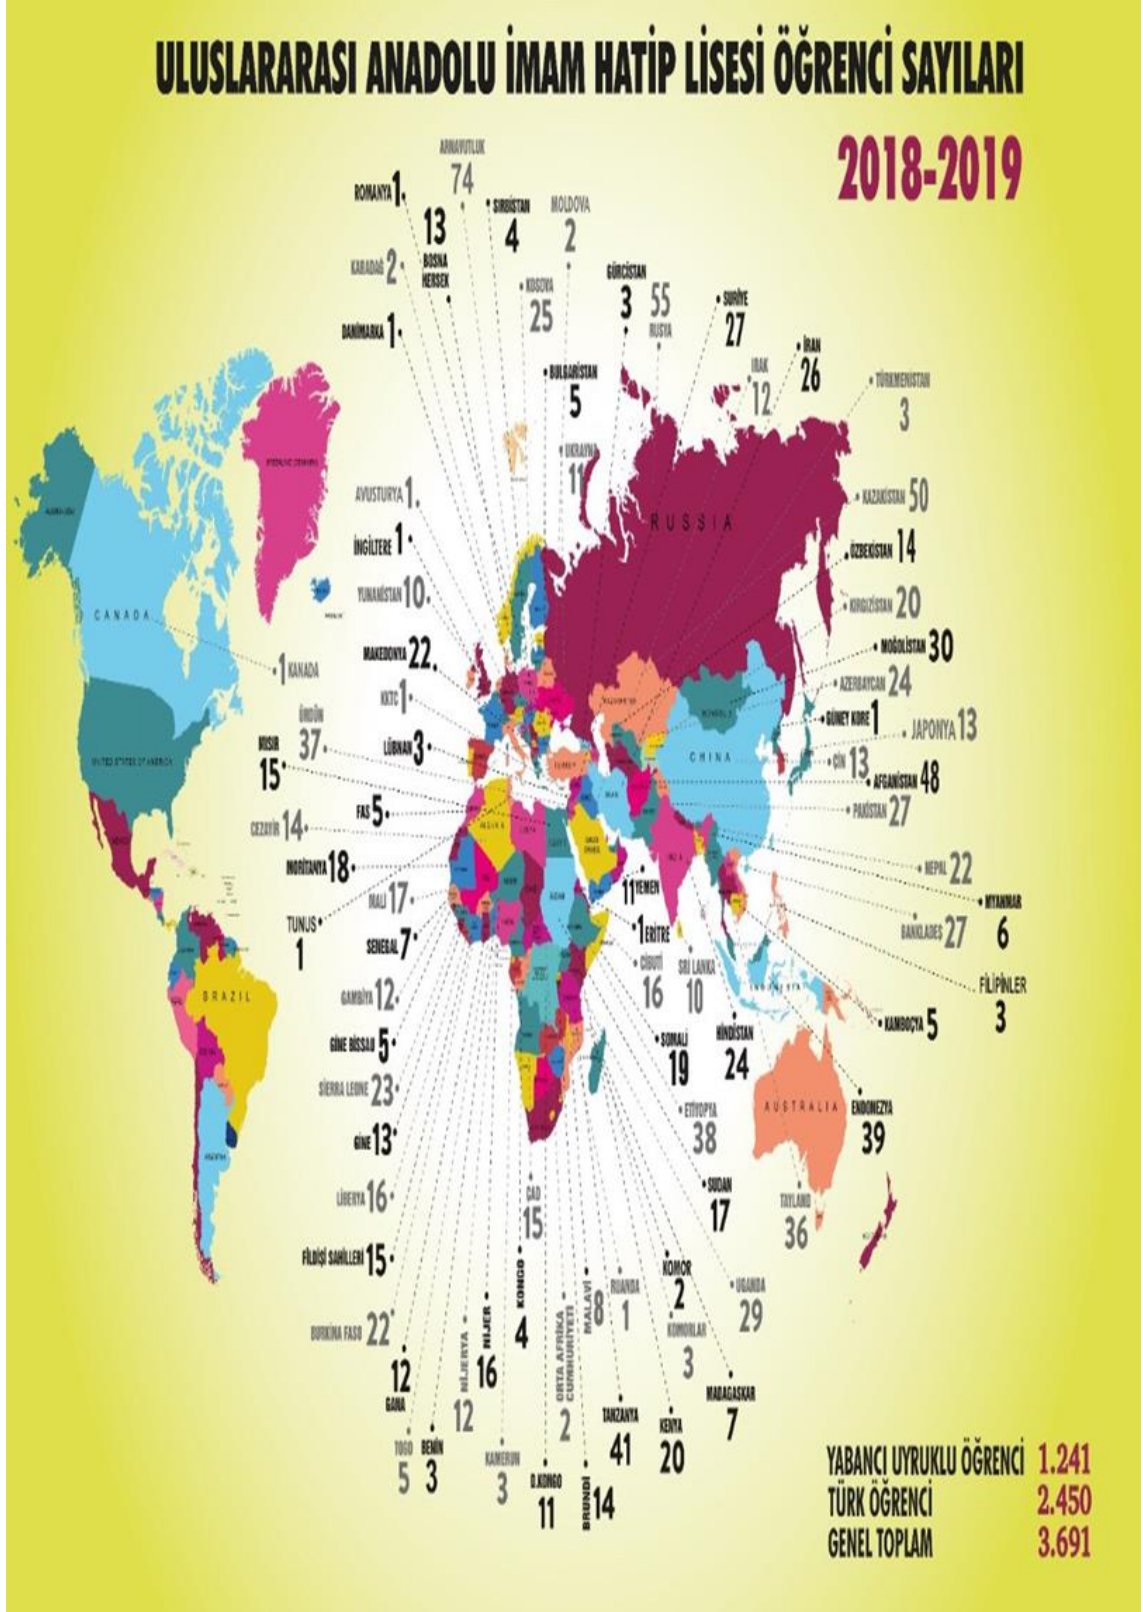 ULUSLARARASI ANADOLU İMAM HATİP LİSESİ ÖĞRENCİ SAYILARI
2018-2019
ARNAVUTLUK
74
ROMANYA 1
13
BOSNA
HERSEK
SIRBİSTAN
4
MOLDOVA
2
KARADAĞ 2
KOSOVA
25
GÜRCİSTAN
3
55
RUSYA
SURİYE
27
DANİMARKA 1
BULGARİSTAN
5
IRAK
12
İRAN
26
TÜRKMENİSTAN
3
UKRAYNA
11
AVUSTURYA 1
KAZAKİSTAN 50
RUSSIA
İNGİLTERE 1
ÖZBEKİSTAN 14
YUNANİSTAN 10
KIRGIZİSTAN 20
CANADA
MAKEDONYA 22
MOĞOLİSTAN 30
1 KANADA
KKTC 1
AZERBAYCAN 24
ÜRDÜN
37
GÜNEY KORE 1
JAPONYA 13
MISIR
15
LÜBNAN 3
CHINA
ÇİN 13
UNITED STATES OF AMERICA
AFGANİSTAN 48
FAS 5
PAKİSTAN 27
CEZAYİR 14
MORİTANYA 18
NEPAL 22
MALİ 17
11 YEMEN
MYANMAR
6
TUNUS
1
SENEGAL 7
1 ERİTRE
BANKLADEŞ 27
CİBUTİ
16
SRİ LANKA
10
BRAZIL
GAMBİYA 12
FİLİPİNLER
3
GİNE BİSSAU 5
SOMALİ
19
HİNDİSTAN
24
KAMBOÇYA 5
SİERRA LEONE 23
ETİYOPYA
38
AUSTRALIA
ENDONEZYA
39
GİNE 13
LİBERYA 16
ÇAD
15
SUDAN
17
TAYLAND
36
FİLDİŞİ SAHİLLERİ 15
KONGO
4
KOMOR
2
MALAVİ
8
RUANDA
1
UGANDA
29
BURKİNA FASO 22
NİJER
16
ORTA AFRİKA
CUMHURİYETİ
2
KOMORLAR
3
12
GANA
NİJERYA
12
MADAGASKAR
7
TANZANYA
41
KENYA
20
TOGO
5
BENİN
3
KAMERUN
3
D.KONGO
11
BRUNDİ
14
YABANCI UYRUKLU ÖĞRENCİ 1.241
TÜRK ÖĞRENCİ 2.450
GENEL TOPLAM 3.691